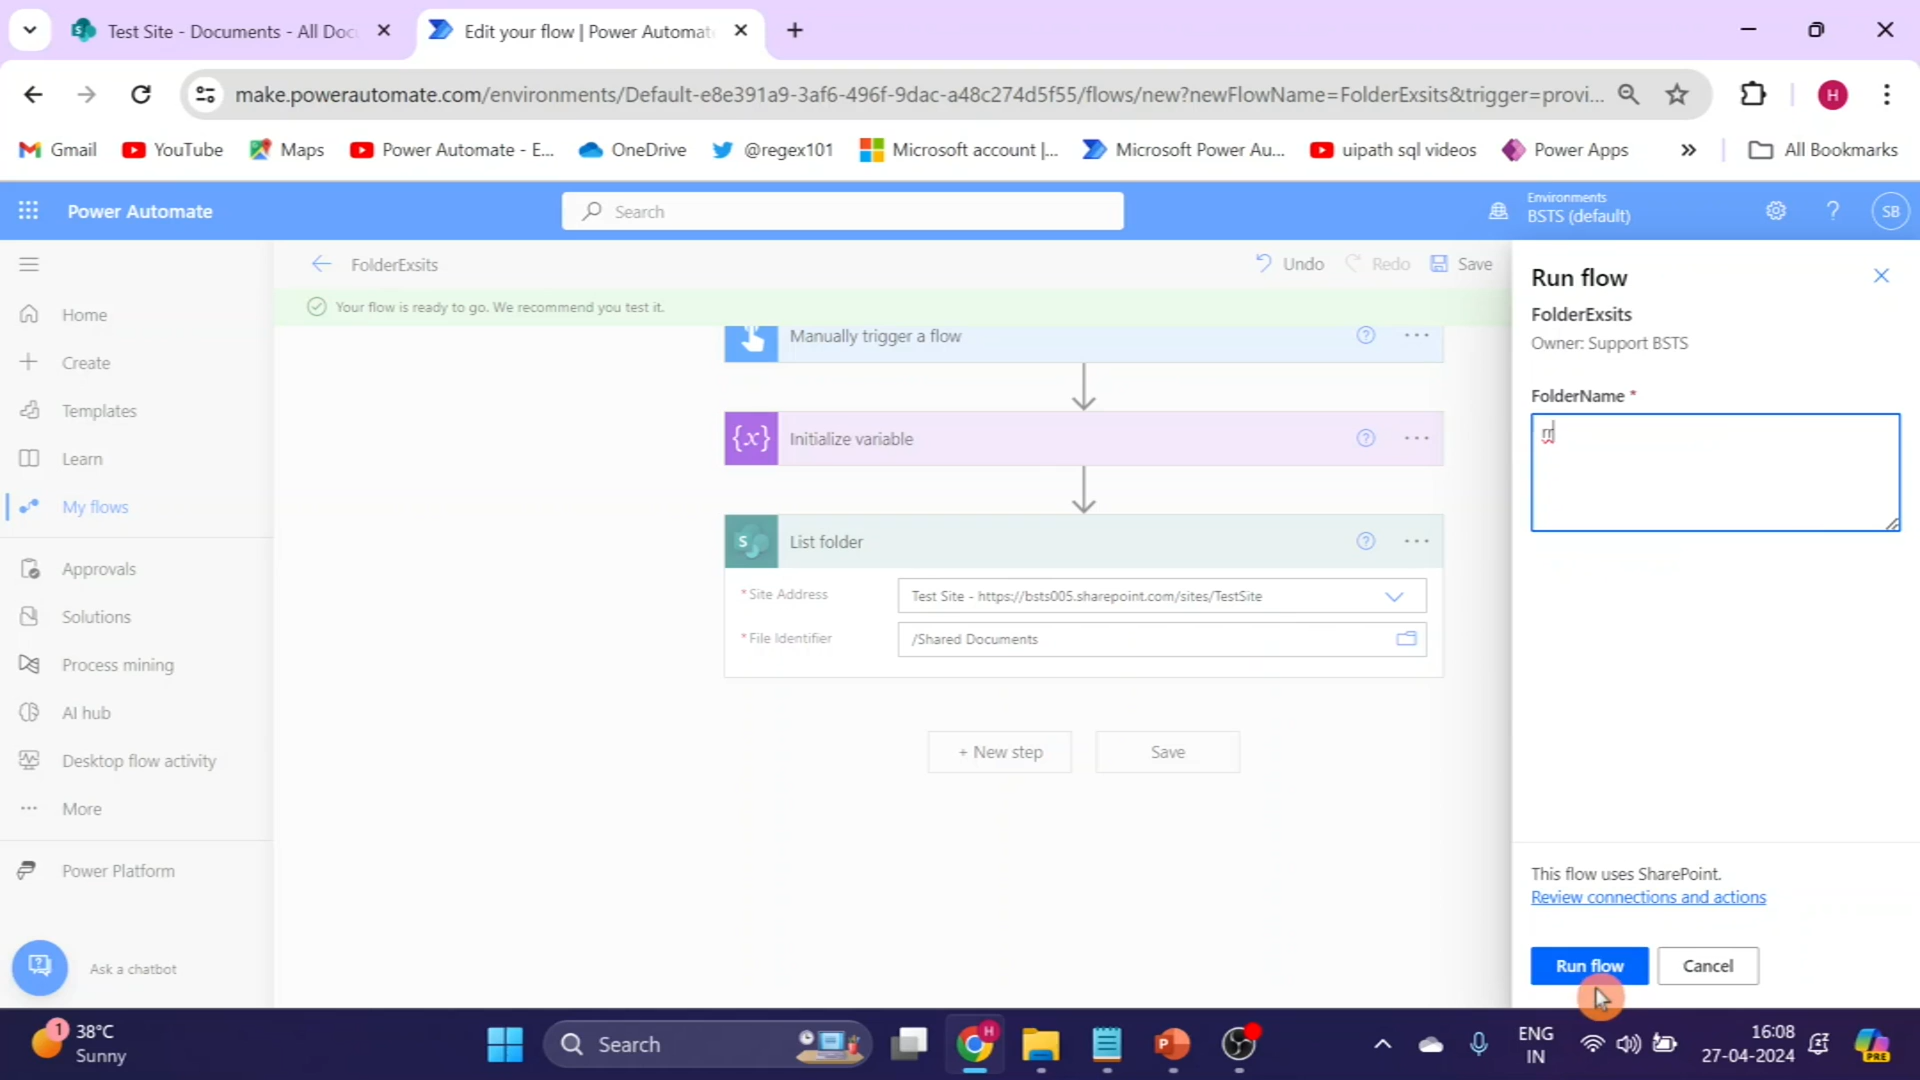 Test Site - Documents - All Doc
Edit your flow | Power Automat
make.powerautomate.com/environments/Default-e8e391a9-3af6-496f-9dac-a48c274d5f55/flows/new?newFlowName=FolderExsits&trigger=provi...
H
Gmail
YouTube
Maps
Power Automate - E...
OneDrive
@regex101
Microsoft account |...
Microsoft Power Au...
uipath sql videos
Power Apps
All Bookmarks
Power Automate
Search
Environments
BSTS (default)
SB
FolderExsits
Undo
Redo
Save
Your flow is ready to go. We recommend you test it.
Home
Create
Templates
Learn
My flows
Approvals
Solutions
Process mining
AI hub
Desktop flow activity
More
Power Platform
Ask a chatbot
Manually trigger a flow
{x} Initialize variable
List folder
* Site Address
Test Site - https://bsts005.sharepoint.com/sites/TestSite
* File Identifier
/Shared Documents
+ New step
Save
Run flow
FolderExsits
Owner: Support BSTS
FolderName *
rr
This flow uses SharePoint.
Review connections and actions
Run flow
Cancel
1
38°C
Sunny
Search
H
P
ENG
IN
16:08
27-04-2024
PRE